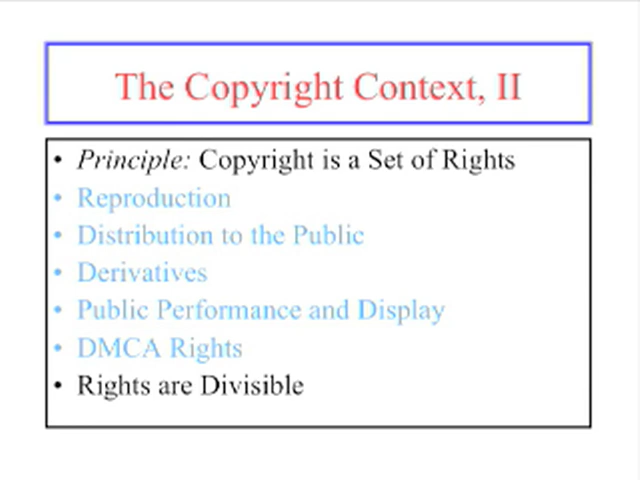 The Copyright Context, II
• Principle: Copyright is a Set of Rights
• Reproduction
• Distribution to the Public
• Derivatives
• Public Performance and Display
• DMCA Rights
• Rights are Divisible